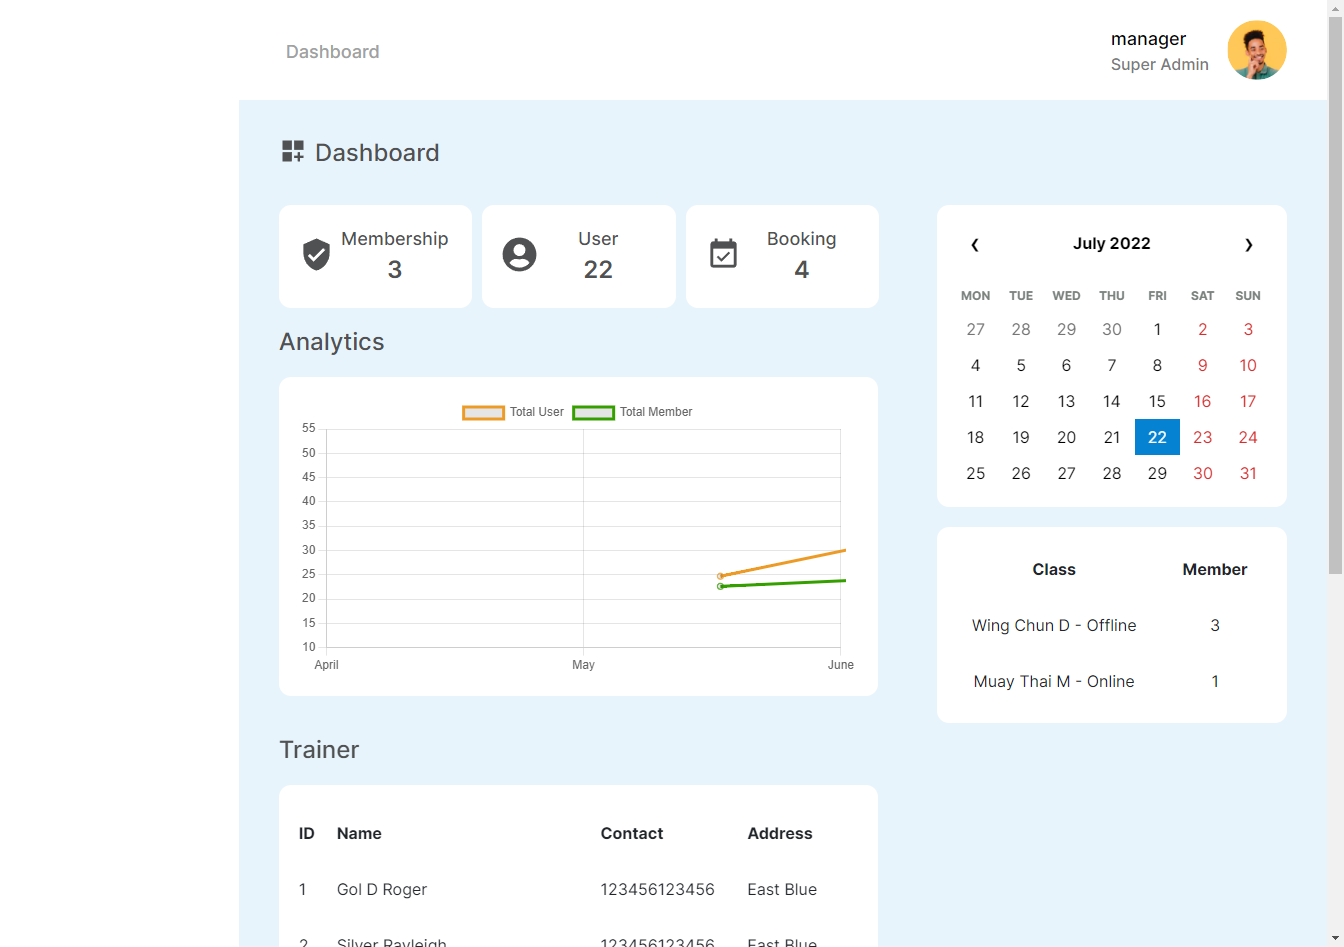 Dashboard
manager
Super Admin
Dashboard
Membership
3
User
22
Booking
4
Analytics
Total User Total Member
55
50
45
40
35
30
25
20
15
10
April May June
Trainer
ID Name Contact Address
1 Gol D Roger 123456123456 East Blue
2 Silver Rayleigh 123456123456 East Blue
❮ July 2022 ❯
MON TUE WED THU FRI SAT SUN
27 28 29 30 1 2 3
4 5 6 7 8 9 10
11 12 13 14 15 16 17
18 19 20 21 22 23 24
25 26 27 28 29 30 31
Class Member
Wing Chun D - Offline 3
Muay Thai M - Online 1